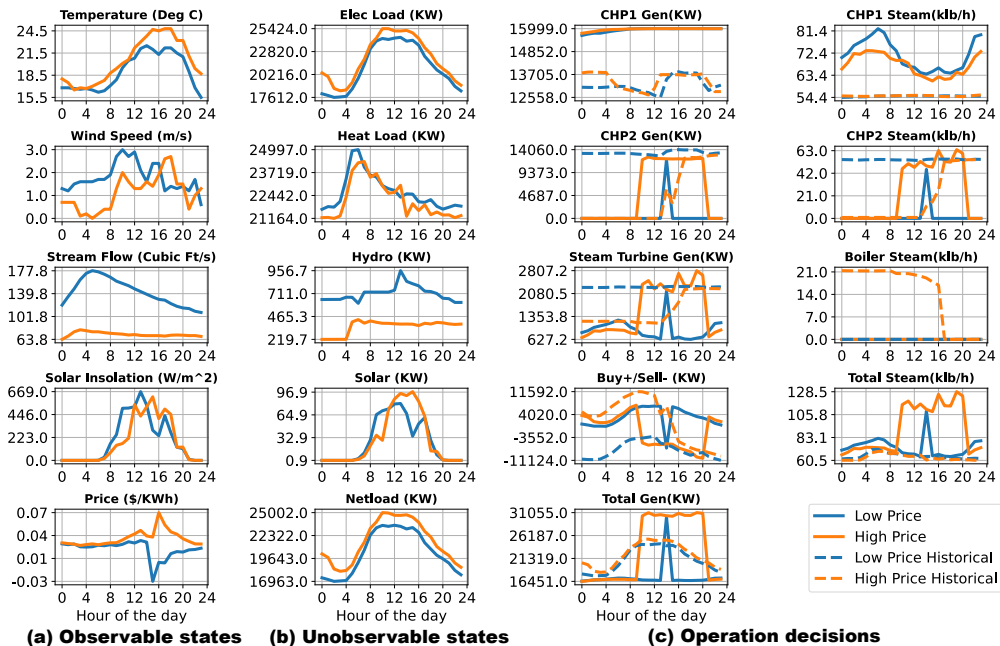 Temperature (Deg C)
24.5
21.5
18.5
15.5
0 4 8 12 16 20 24
Wind Speed (m/s)
3.0
2.0
1.0
0.0
0 4 8 12 16 20 24
Stream Flow (Cubic Ft/s)
177.8
139.8
101.8
63.8
0 4 8 12 16 20 24
Solar Insolation (W/m^2)
669.0
446.0
223.0
0.0
0 4 8 12 16 20 24
Price ($/KWh)
0.07
0.04
0.01
-0.03
0 4 8 12 16 20 24
Hour of the day
(a) Observable states
Elec Load (KW)
25424.0
22820.0
20216.0
17612.0
0 4 8 12 16 20 24
Heat Load (KW)
24997.0
23719.0
22442.0
21164.0
0 4 8 12 16 20 24
Hydro (KW)
956.7
711.0
465.3
219.7
0 4 8 12 16 20 24
Solar (KW)
96.9
64.9
32.9
0.9
0 4 8 12 16 20 24
Netload (KW)
25002.0
22322.0
19643.0
16963.0
0 4 8 12 16 20 24
Hour of the day
(b) Unobservable states
CHP1 Gen(KW)
15999.0
14852.0
13705.0
12558.0
0 4 8 12 16 20 24
CHP2 Gen(KW)
14060.0
9373.0
4687.0
0.0
0 4 8 12 16 20 24
Steam Turbine Gen(KW)
2807.2
2080.5
1353.8
627.2
0 4 8 12 16 20 24
Buy+/Sell- (KW)
11592.0
4020.0
-3552.0
-11124.0
0 4 8 12 16 20 24
Total Gen(KW)
31055.0
26187.0
21319.0
16451.0
0 4 8 12 16 20 24
Hour of the day
CHP1 Steam(klb/h)
81.4
72.4
63.4
54.4
0 4 8 12 16 20 24
CHP2 Steam(klb/h)
63.0
42.0
21.0
0.0
0 4 8 12 16 20 24
Boiler Steam(klb/h)
21.0
14.0
7.0
0.0
0 4 8 12 16 20 24
Total Steam(klb/h)
128.5
105.8
83.1
60.5
0 4 8 12 16 20 24
Low Price
High Price
Low Price Historical
High Price Historical
(c) Operation decisions